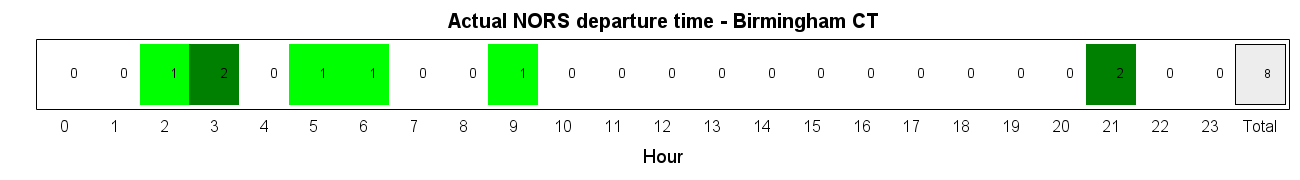 Actual NORS departure time - Birmingham CT
0 0 1 2 0 1 1 0 0 1 0 0 0 0 0 0 0 0 0 0 0 2 0 0 8
0 1 2 3 4 5 6 7 8 9 10 11 12 13 14 15 16 17 18 19 20 21 22 23 Total
Hour